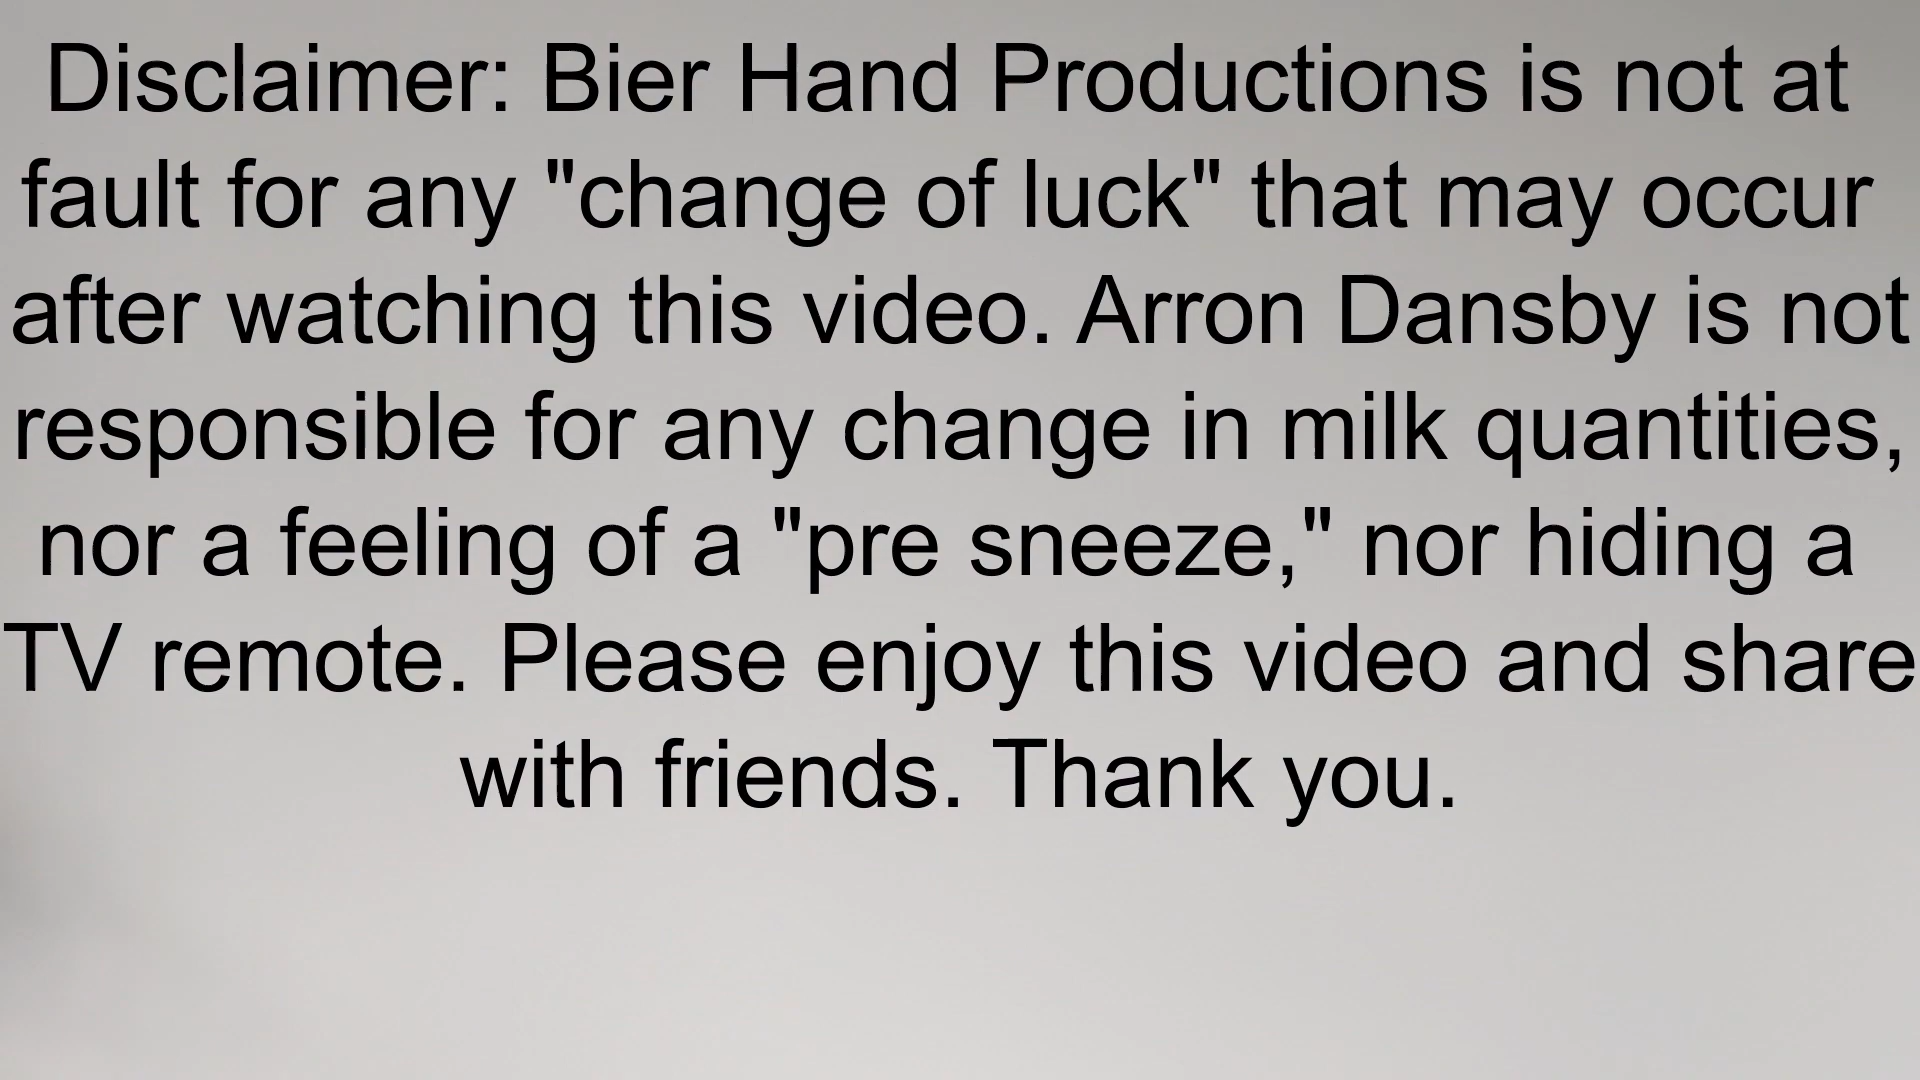 Disclaimer: Bier Hand Productions is not at
fault for any "change of luck" that may occur
after watching this video. Arron Dansby is not
responsible for any change in milk quantities,
nor a feeling of a "pre sneeze," nor hiding a
TV remote. Please enjoy this video and share
with friends. Thank you.